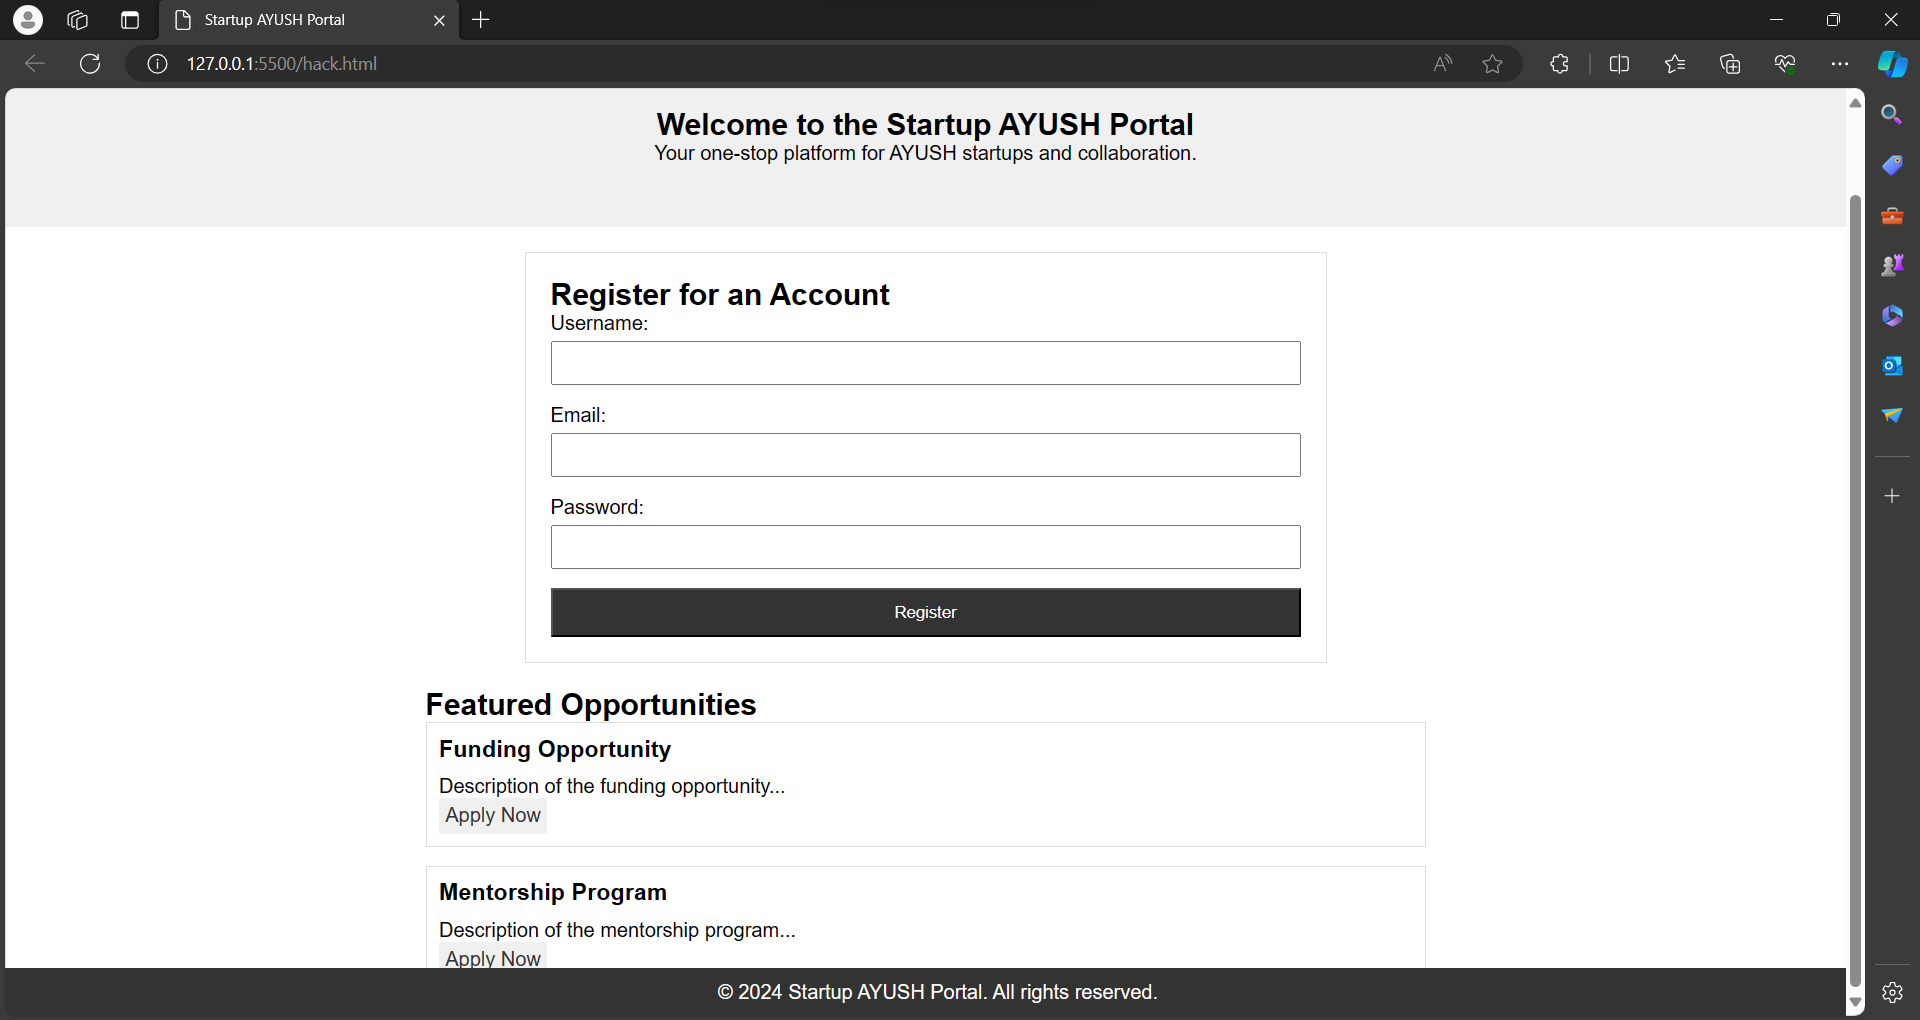 Startup AYUSH Portal
127.0.0.1:5500/hack.html
Welcome to the Startup AYUSH Portal
Your one-stop platform for AYUSH startups and collaboration.
Register for an Account
Username:
Email:
Password:
Register
Featured Opportunities
Funding Opportunity
Description of the funding opportunity...
Apply Now
Mentorship Program
Description of the mentorship program...
Apply Now
© 2024 Startup AYUSH Portal. All rights reserved.